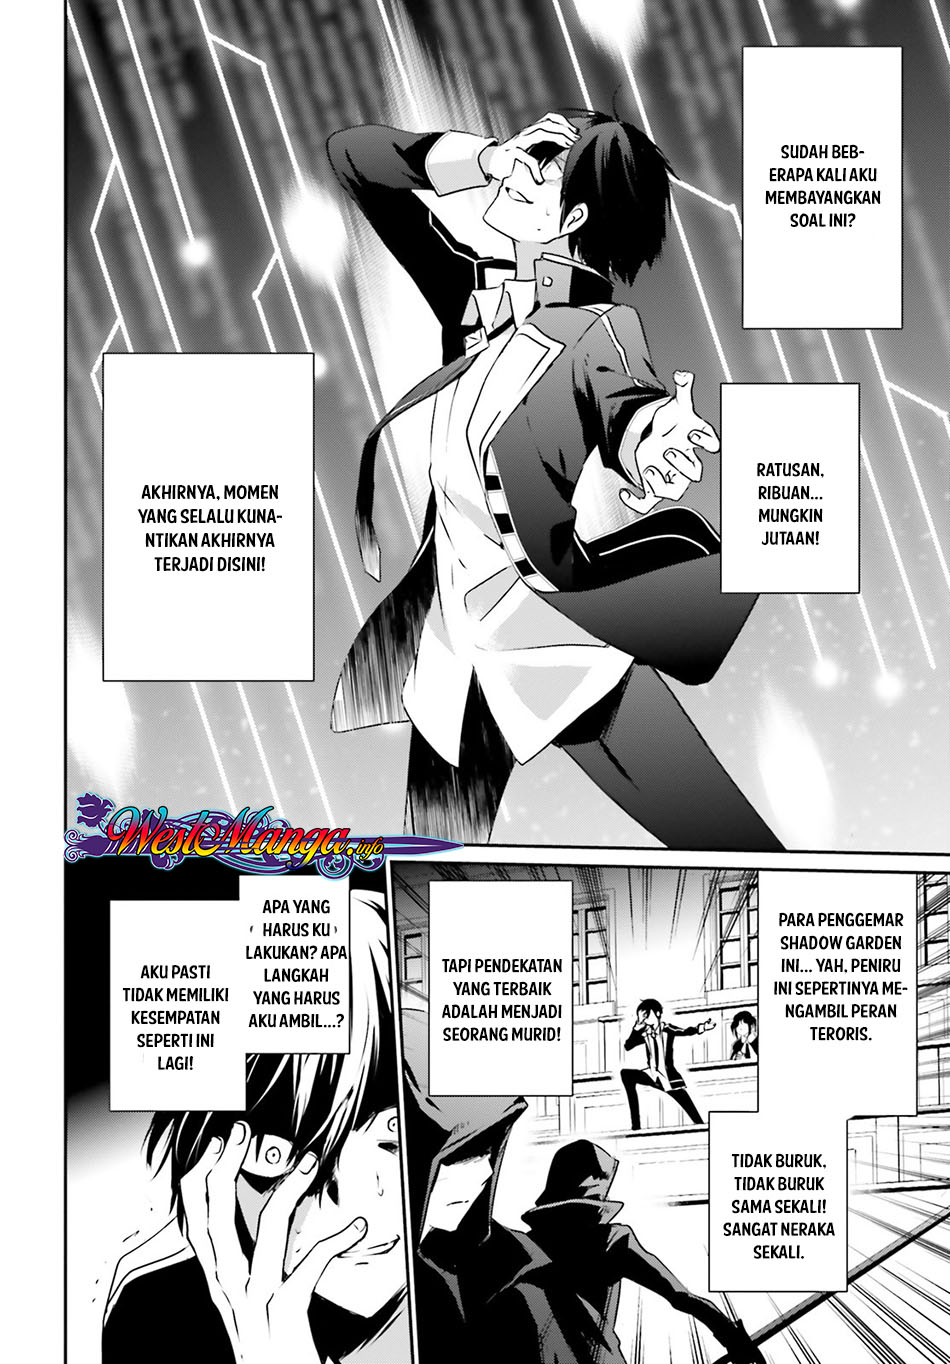 SUDAH BEB-
ERAPA KALI AKU
MEMBAYANGKAN
SOAL INI?
RATUSAN,
RIBUAN...
MUNGKIN
JUTAAN!
AKHIRNYA, MOMEN
YANG SELALU KUNA-
NTIKAN AKHIRNYA
TERJADI DISINI!
WestManga.info
PARA PENGGEMAR
SHADOW GARDEN
INI... YAH, PENIRU
INI SEPERTINYA ME-
NGAMBIL PERAN
TERORIS.
TIDAK BURUK,
TIDAK BURUK
SAMA SEKALI!
SANGAT NERAKA
SEKALI.
TAPI PENDEKATAN
YANG TERBAIK
ADALAH MENJADI
SEORANG MURID!
APA YANG
HARUS KU
LAKUKAN? APA
LANGKAH
YANG HARUS
AKU AMBIL...?
AKU PASTI
TIDAK MEMILIKI
KESEMPATAN
SEPERTI INI
LAGI!